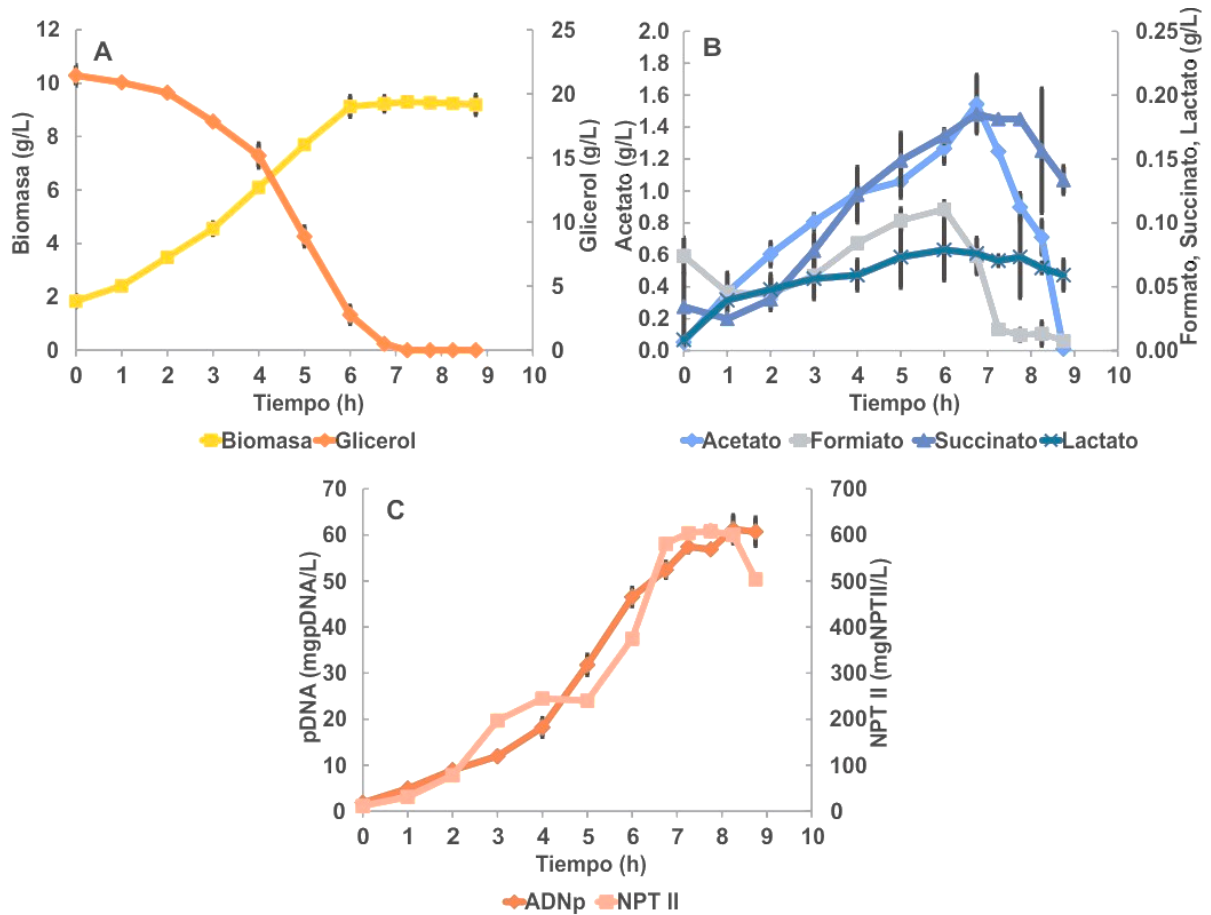 A
Biomasa (g/L)
12
10
8
6
4
2
0
25
20
15
10
5
0
Glicerol (g/L)
0 1 2 3 4 5 6 7 8 9 10
Tiempo (h)
Biomasa Glicerol
B
Acetato (g/L)
2.0
1.8
1.6
1.4
1.2
1.0
0.8
0.6
0.4
0.2
0.0
0.25
0.20
0.15
0.10
0.05
0.00
Formato, Succinato, Lactato (g/L)
0 1 2 3 4 5 6 7 8 9 10
Tiempo (h)
Acetato Formiato Succinato Lactato
C
pDNA (mgpDNA/L)
70
60
50
40
30
20
10
0
700
600
500
400
300
200
100
0
NPT II (mgNPTII/L)
0 1 2 3 4 5 6 7 8 9 10
Tiempo (h)
ADNp NPT II